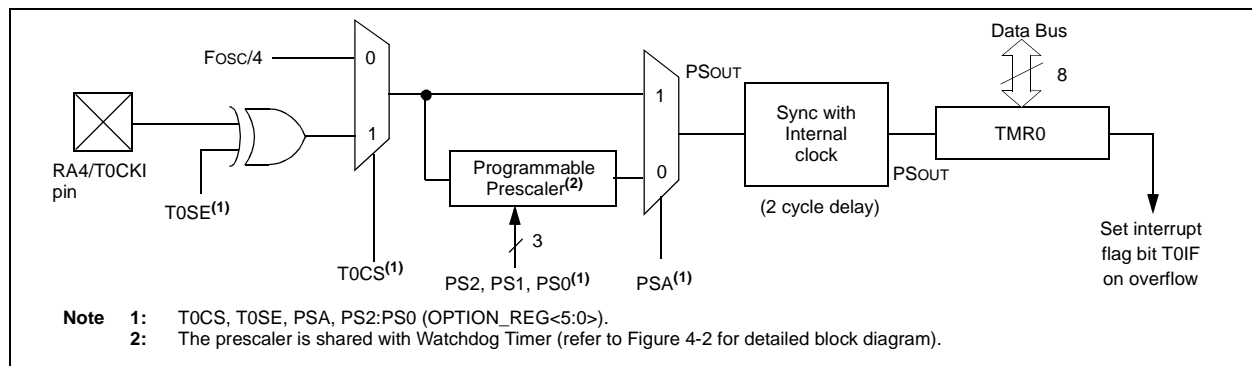 Data Bus
FOSC/4
0
PSOUT
8
1
Sync with
Internal
clock
TMR0
1
RA4/T0CKI
pin
Programmable
Prescaler(2)
0
PSOUT
T0SE(1)
(2 cycle delay)
3
Set interrupt
flag bit T0IF
on overflow
T0CS(1)
PS2, PS1, PS0(1)
PSA(1)
Note 1: T0CS, T0SE, PSA, PS2:PS0 (OPTION_REG<5:0>).
2: The prescaler is shared with Watchdog Timer (refer to Figure 4-2 for detailed block diagram).